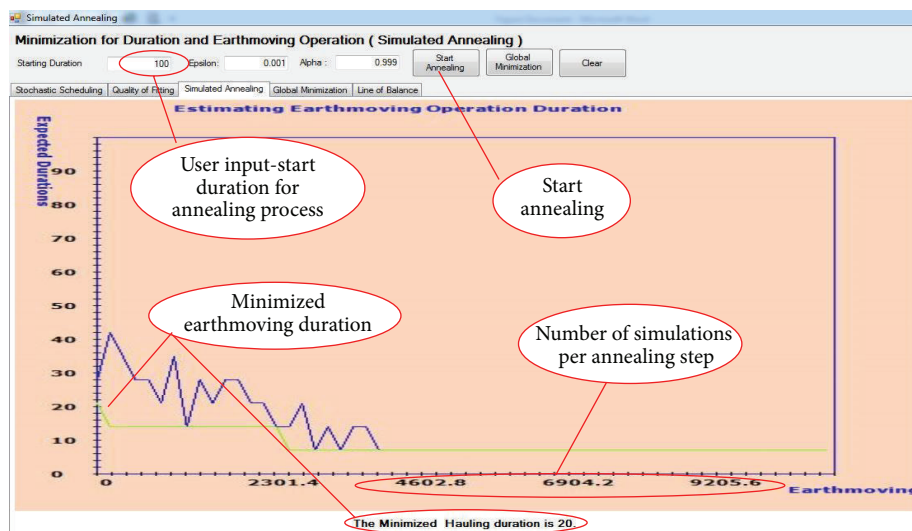 Simulated Annealing
Minimization for Duration and Earthmoving Operation ( Simulated Annealing )
Starting Duration 100 Epsilon: 0.001 Alpha : 0.999
Start
Annealing
Global
Minimization
Clear
Stochastic Scheduling Quality of Fitting Simulated Annealing Global Minimization Line of Balance
Estimating Earthmoving Operation Duration
Expected Durations
90
80
70
60
50
40
30
20
10
0
User input-start
duration for
annealing process
Start
annealing
Minimized
earthmoving duration
Number of simulations
per annealing step
0 2301.4 4602.8 6904.2 9205.6
Earthmoving
The Minimized Hauling duration is 20.